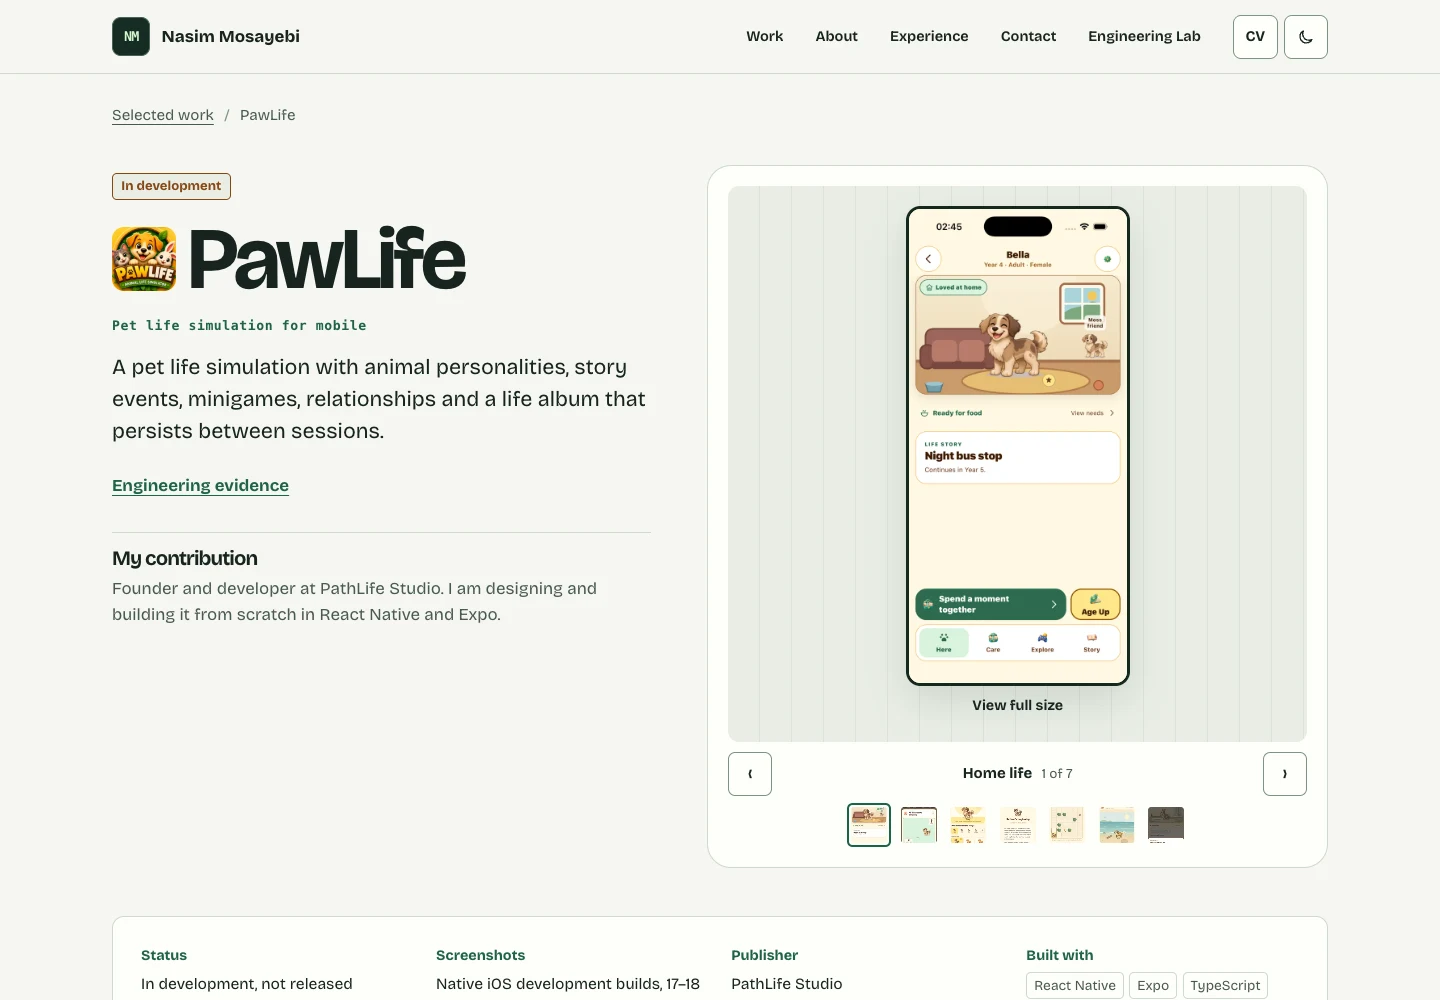 NM
Nasim Mosayebi
Work
About
Experience
Contact
Engineering Lab
CV
Selected work / PawLife
In development
PAWLIFE
PawLife
Pet life simulation for mobile
A pet life simulation with animal personalities, story
events, minigames, relationships and a life album that
persists between sessions.
Engineering evidence
My contribution
Founder and developer at PathLife Studio. I am designing and
building it from scratch in React Native and Expo.
02:45
Bella
Year 4 · Adult · Female
Loved at home
friend
Ready for food
View needs
LIFE STORY
Night bus stop
Continues in Year 5.
Spend a moment
together
Age Up
Here
Care
Explore
Story
View full size
‹
Home life 1 of 7
›
Status
In development, not released
Screenshots
Native iOS development builds, 17–18
Publisher
PathLife Studio
Built with
React Native
Expo
TypeScript